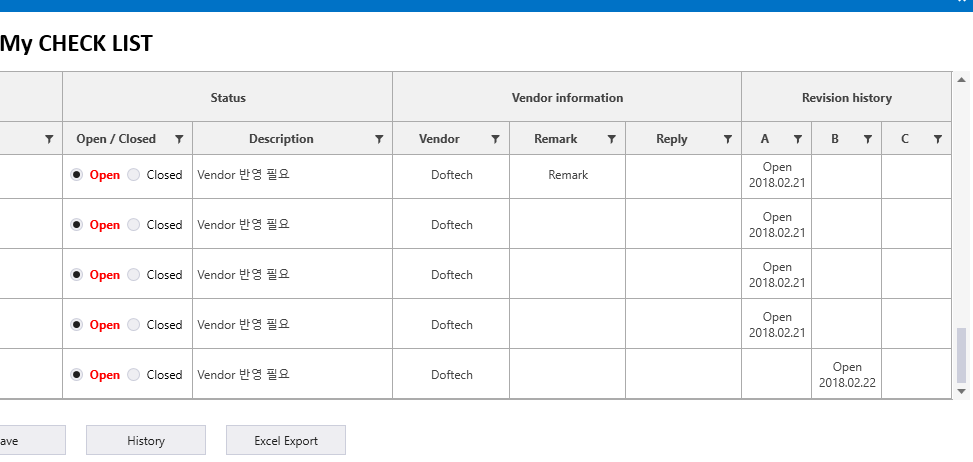 My CHECK LIST
Status Vendor information Revision history
Open / Closed Description Vendor Remark Reply A B C
Open Closed Vendor 반영 필요 Doftech Remark Open
2018.02.21
Open Closed Vendor 반영 필요 Doftech Open
2018.02.21
Open Closed Vendor 반영 필요 Doftech Open
2018.02.21
Open Closed Vendor 반영 필요 Doftech Open
2018.02.21
Open Closed Vendor 반영 필요 Doftech Open
2018.02.22
ave History Excel Export